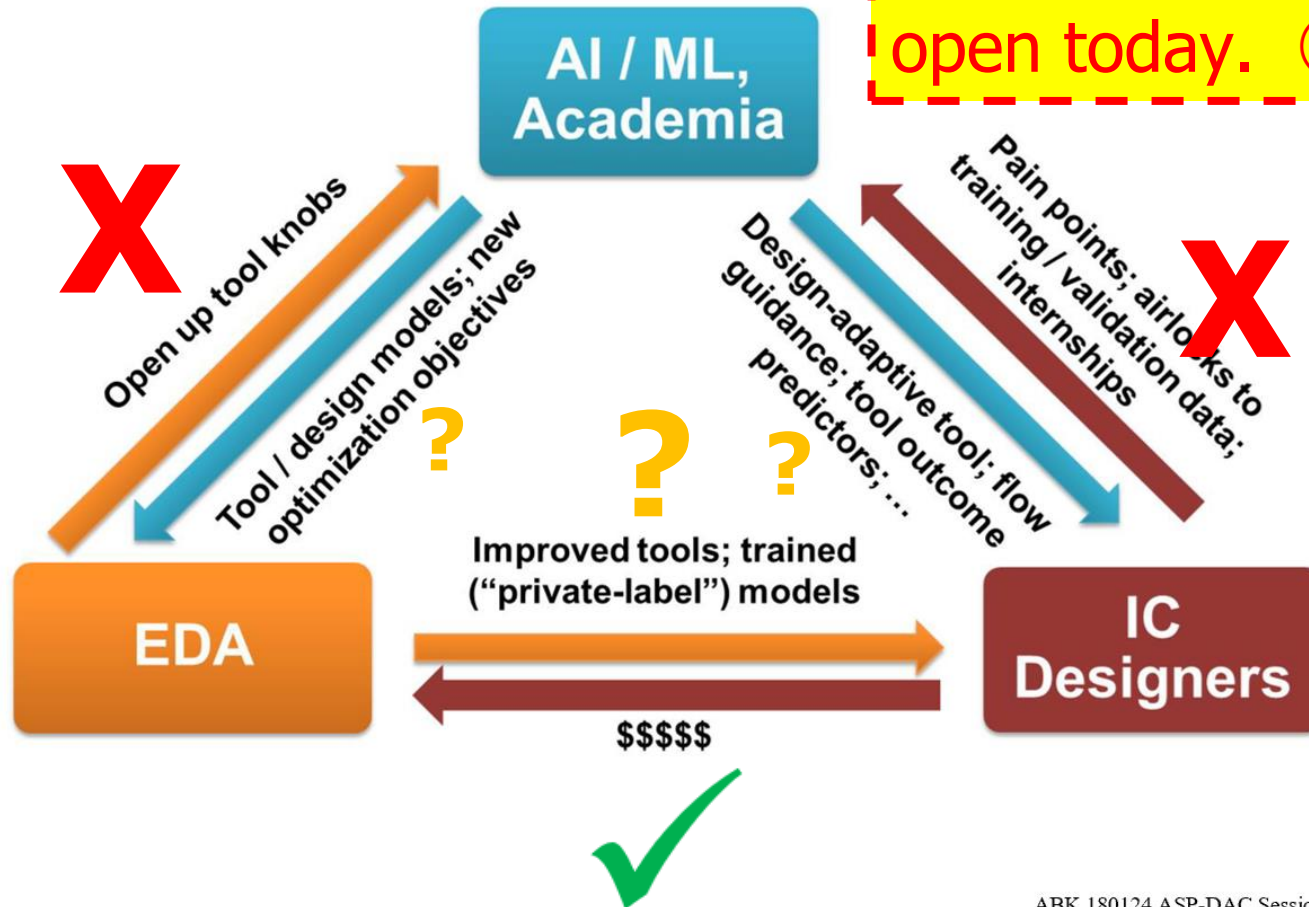 open today.
AI / ML,
Academia
X
Open up tool knobs
Tool / design models; new
optimization objectives
Pain points; airlocks to
training / validation data;
internships
X
Design-adaptive tool; flow
guidance; tool outcome
predictors; ...
?
?
?
Improved tools; trained
(“private-label”) models
EDA
IC
Designers
$$$$$
ABK 180124 ASP-DAC